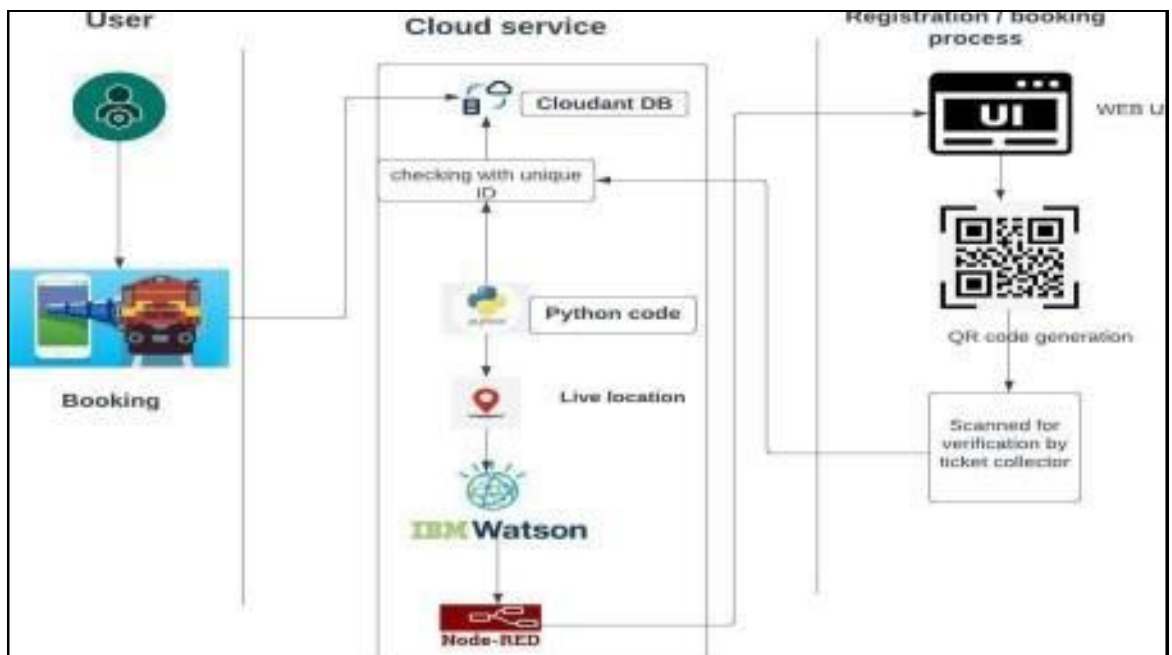 User
Cloud service
Registration / booking
process
Cloudant DB
UI
WEB U
checking with unique
ID
Python code
QR code generation
Live location
Booking
Scanned for
verification by
ticket collector
IBM Watson
Node-RED